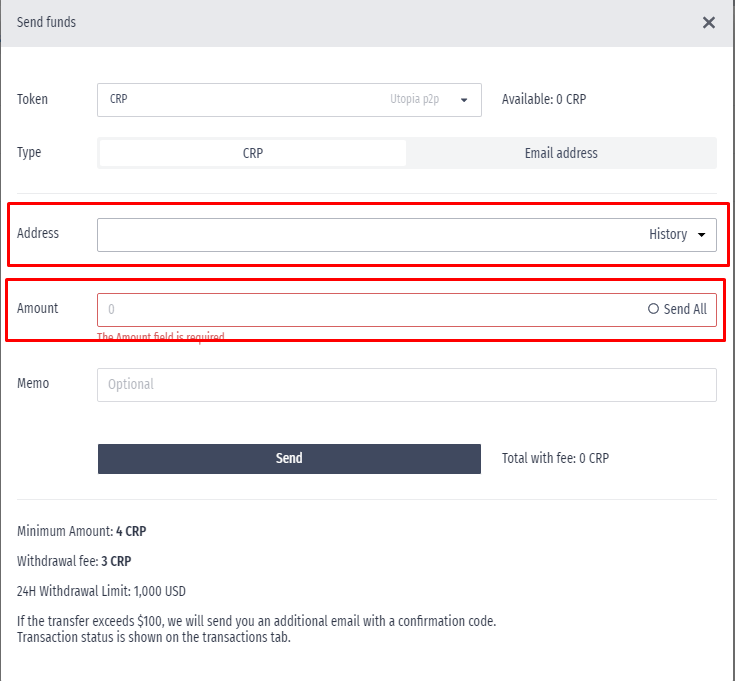 Send funds
Token CRP Utopia p2p Available: 0 CRP
Type CRP Email address
Address History
Amount 0 Send All
The Amount field is required
Memo Optional
Send Total with fee: 0 CRP
Minimum Amount: 4 CRP
Withdrawal fee: 3 CRP
24H Withdrawal Limit: 1,000 USD
If the transfer exceeds $100, we will send you an additional email with a confirmation code.
Transaction status is shown on the transactions tab.